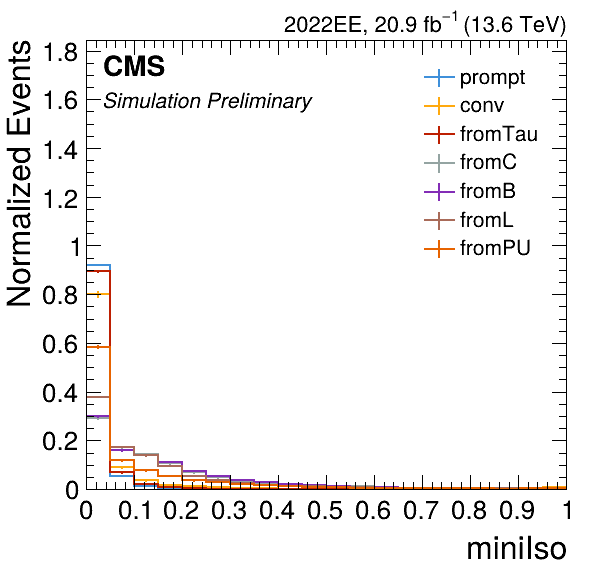 2022EE, 20.9 fb−1 (13.6 TeV)
CMS
Simulation Preliminary
prompt
conv
fromTau
fromC
fromB
fromL
fromPU
Normalized Events
1.8
1.6
1.4
1.2
1
0.8
0.6
0.4
0.2
0
0 0.1 0.2 0.3 0.4 0.5 0.6 0.7 0.8 0.9 1
miniIso